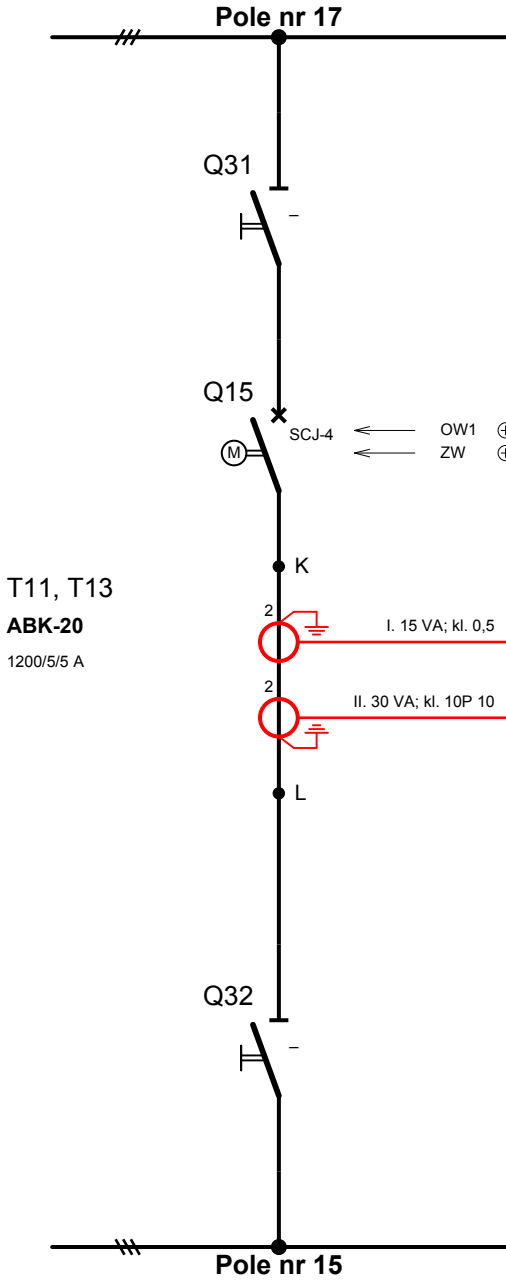 Pole nr 17
Q31
–
Q15
SCJ-4
OW1
M
ZW
K
T11, T13
ABK-20
1200/5/5 A
2
I. 15 VA; kl. 0,5
2
II. 30 VA; kl. 10P 10
L
Q32
–
Pole nr 15